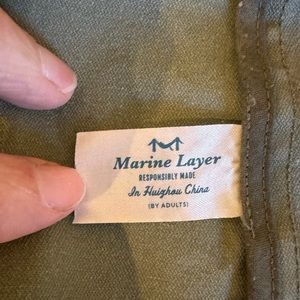 Marine Layer
RESPONSIBLY MADE
In Huizhou China
(BY ADULTS)